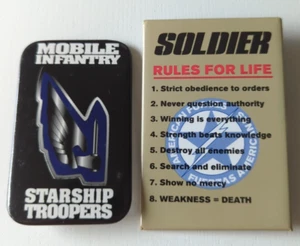 MOBILE
INFANTRY
STARSHIP
TROOPERS
SOLDIER
RULES FOR LIFE
1. Strict obedience to orders
2. Never question authority
3. Winning is everything
4. Strength beats knowledge
5. Destroy all enemies
6. Search and eliminate
7. Show no mercy
8. WEAKNESS = DEATH